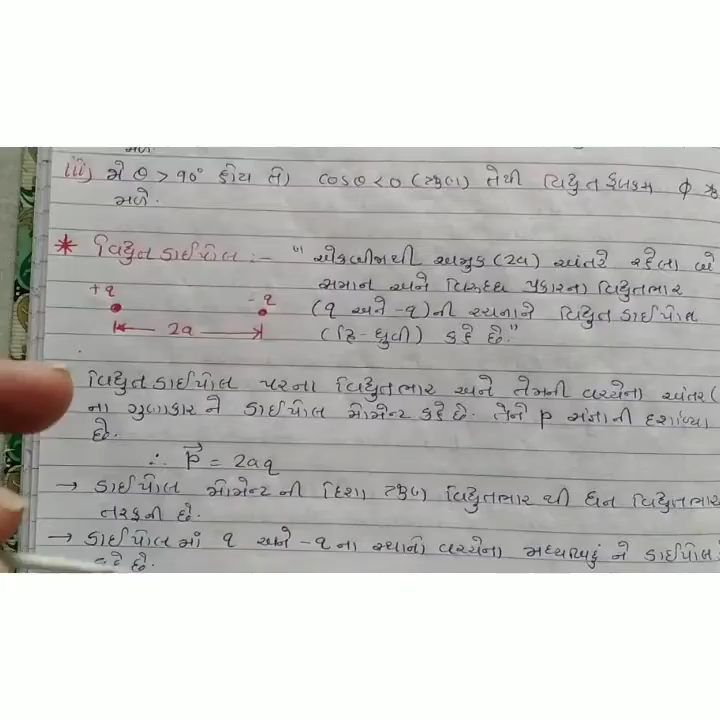 iii) જો θ > 90° હોય તો cosθ < 0 (ઋણ) તેથી વિદ્યુત ફ્લક્સ ϕ ઋ
મળે.
* વિદ્યુત ડાઈપોલ :- " એકબીજાથી અમુક (2a) અંતરે રહેલા બે
સમાન અને વિરુદ્ધ પ્રકારના વિદ્યુતભાર
(q અને -q)ની રચનાને વિદ્યુત ડાઈપોલ
(દ્વિ-ધ્રુવી) કહે છે."
+q -q
2a
વિદ્યુત ડાઈપોલ પરના વિદ્યુતભાર અને તેમની વચ્ચેના અંતર(
ના ગુણાકાર ને ડાઈપોલ મોમેન્ટ કહે છે. તેને p સંજ્ઞાની દર્શાવ્યા
છે.
∴ p⃗ = 2aq
→ ડાઈપોલ મોમેન્ટ ની દિશા ઋણ વિદ્યુતભાર થી ધન વિદ્યુતભાર
તરફની છે.
→ ડાઈપોલ માં q અને -q ના સ્થાનો વચ્ચેના મધ્યબિંદું ને ડાઈપોલ
કહે છે.